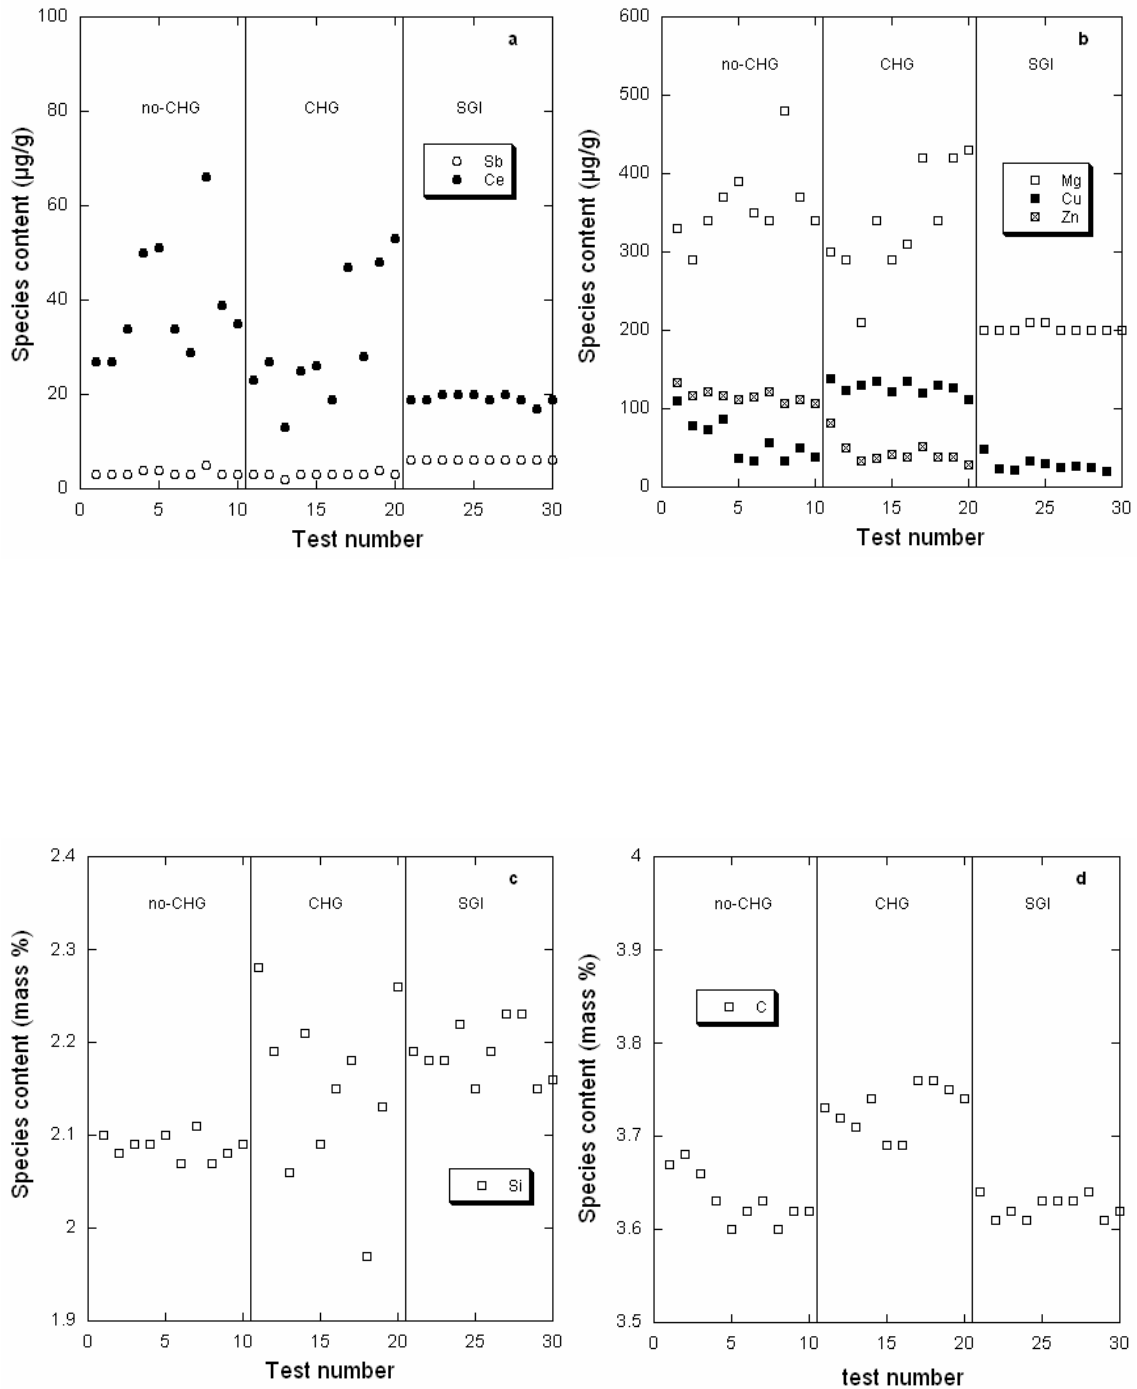 100
80
60
40
20
0
Species content (µg/g)
a
no-CHG CHG SGI
Sb
Ce
0 5 10 15 20 25 30
Test number
600
500
400
300
200
100
0
Species content (µg/g)
b
no-CHG CHG SGI
Mg
Cu
Zn
0 5 10 15 20 25 30
Test number
2.4
2.3
2.2
2.1
2
1.9
Species content (mass %)
c
no-CHG CHG SGI
Si
0 5 10 15 20 25 30
Test number
4
3.9
3.8
3.7
3.6
3.5
Species content (mass %)
d
no-CHG CHG SGI
C
0 5 10 15 20 25 30
test number